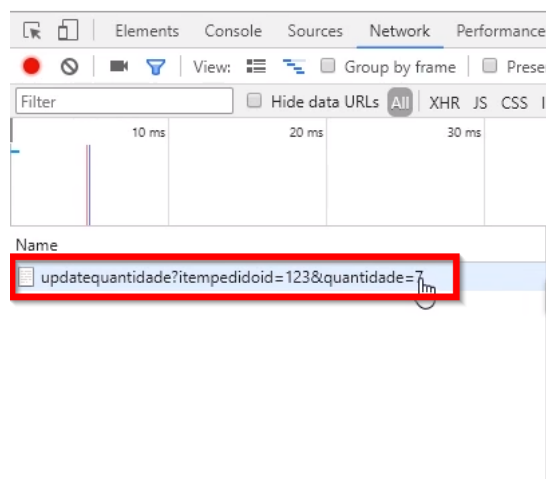 Elements Console Sources Network Performance
View: Group by frame Prese
Filter Hide data URLs All XHR JS CSS I
10 ms 20 ms 30 ms
Name
updatequantidade?itempedidoid=123&quantidade=7